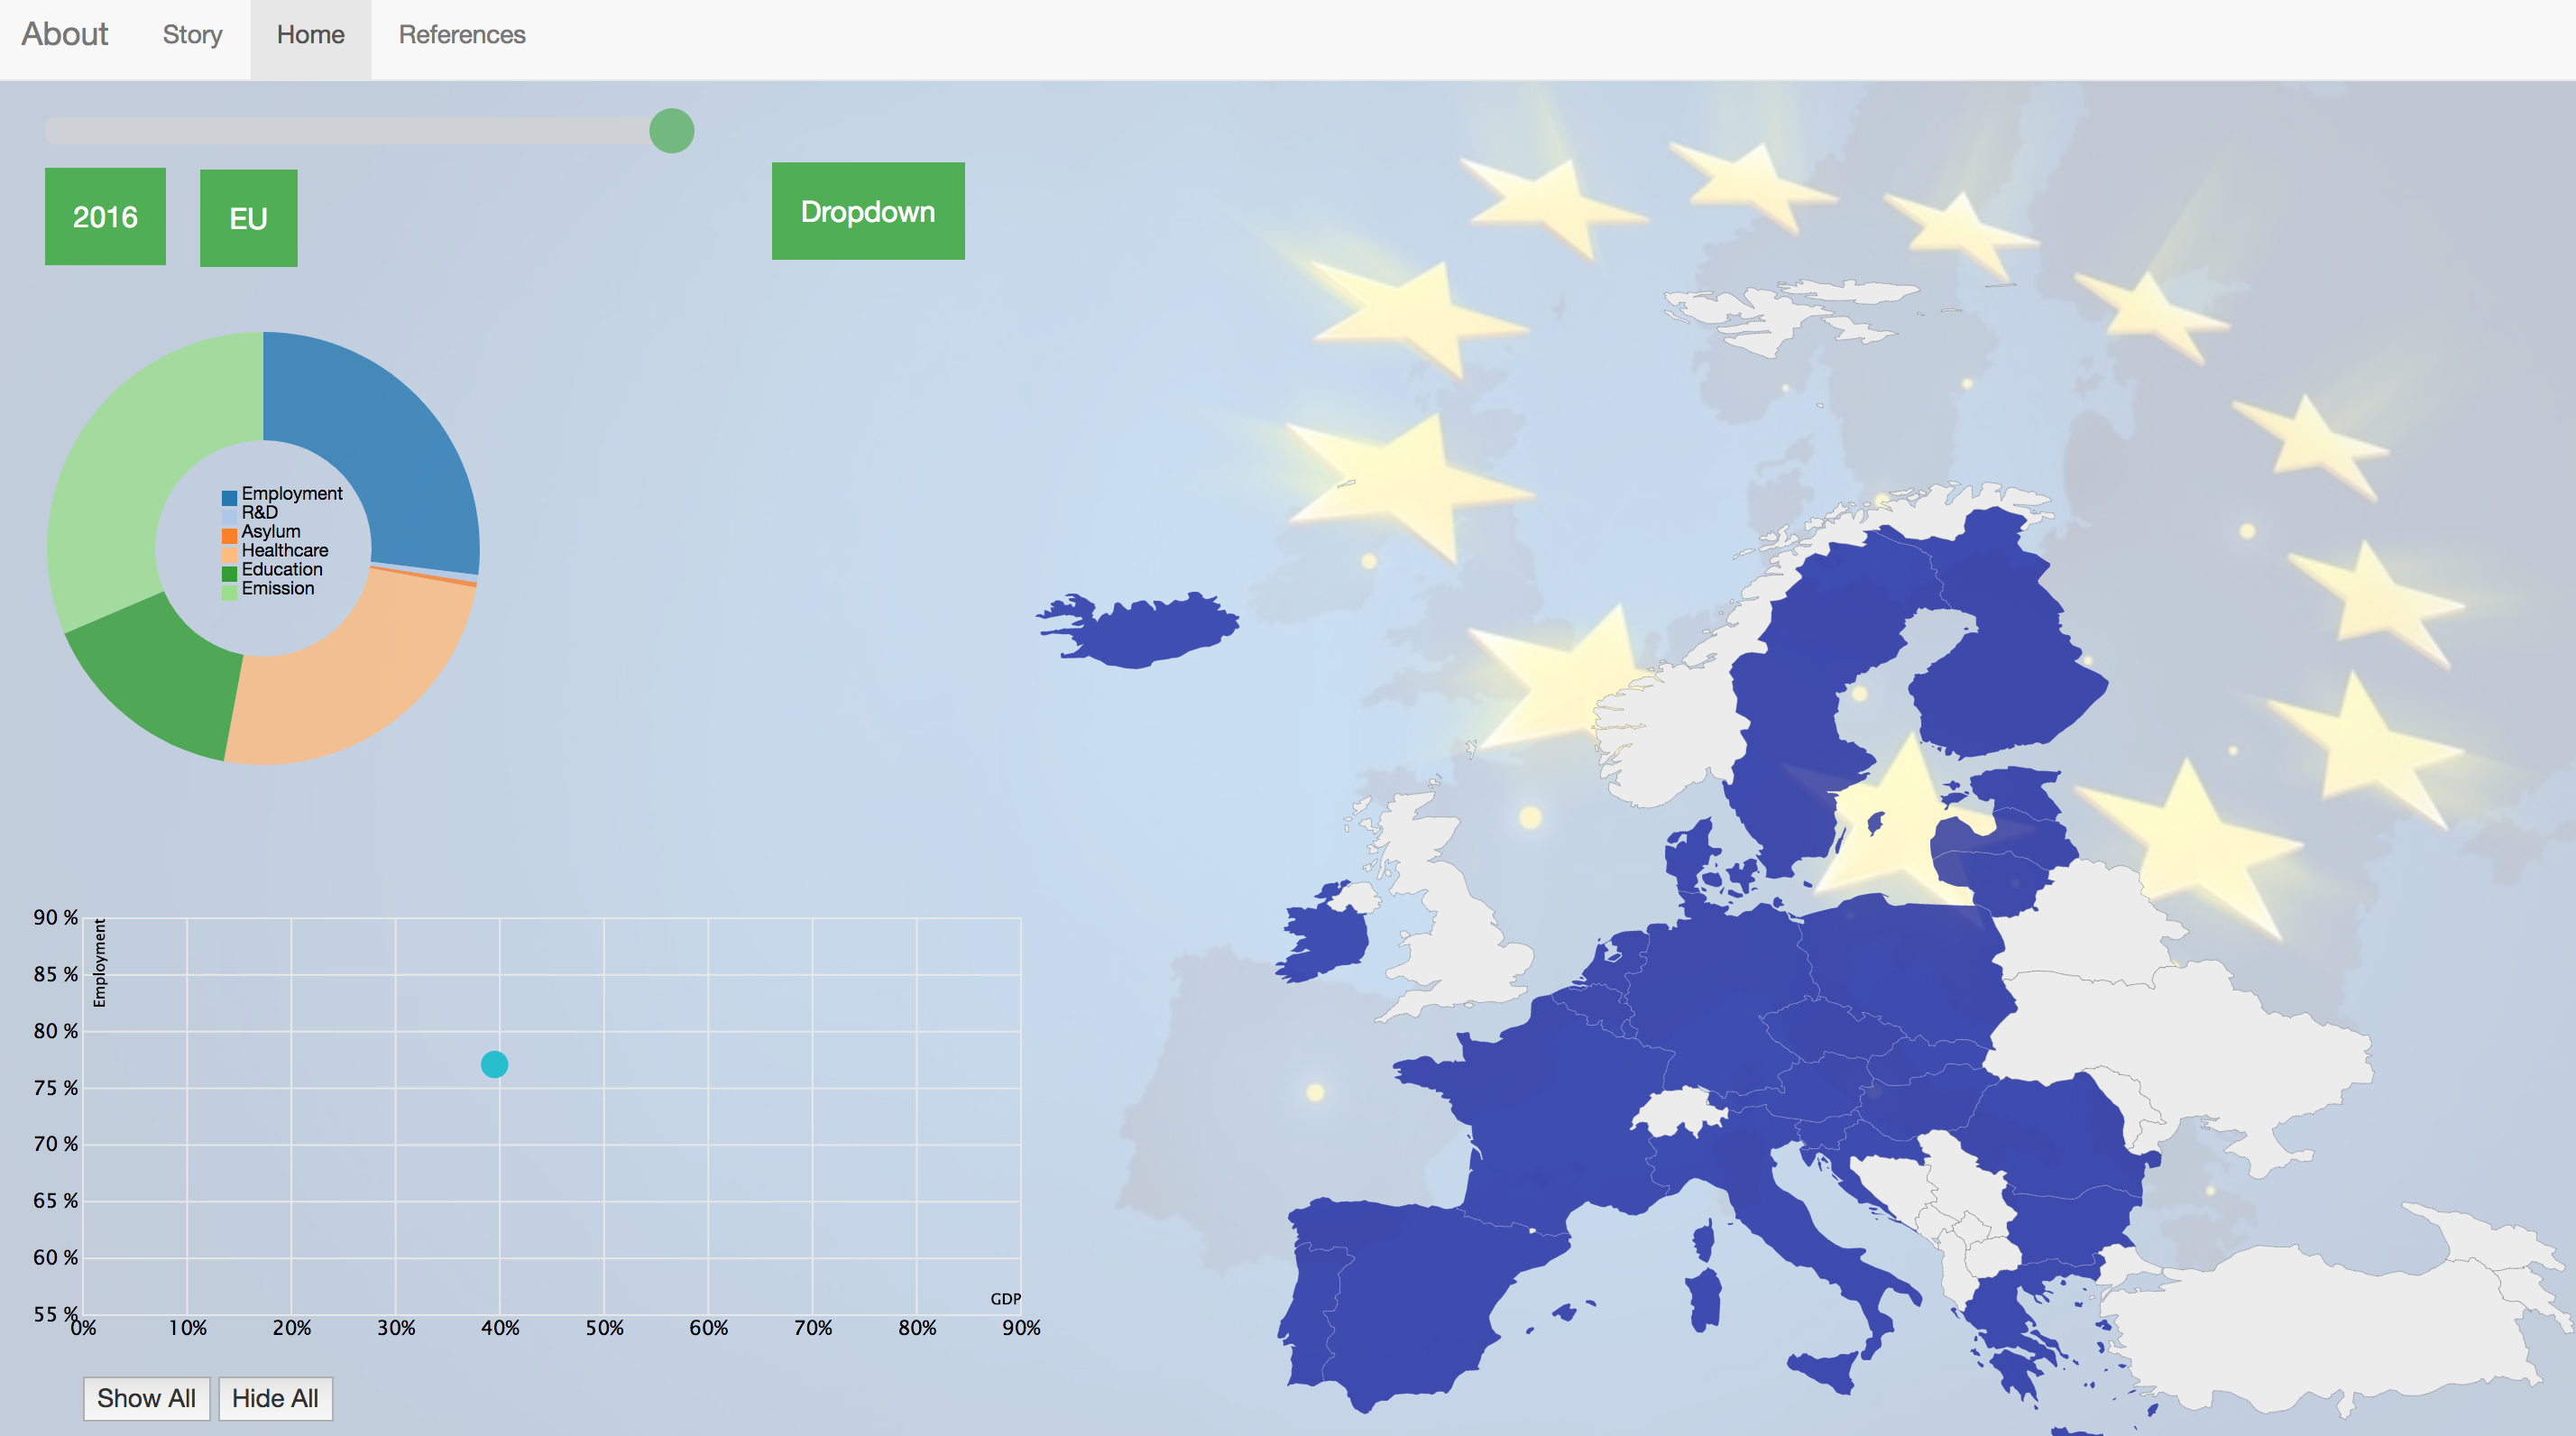 About Story Home References
2016 EU Dropdown
Employment
R&D
Asylum
Healthcare
Education
Emission
90 %
85 %
80 %
75 %
70 %
65 %
60 %
55 %
Employment
GDP
0% 10% 20% 30% 40% 50% 60% 70% 80% 90%
Show All Hide All